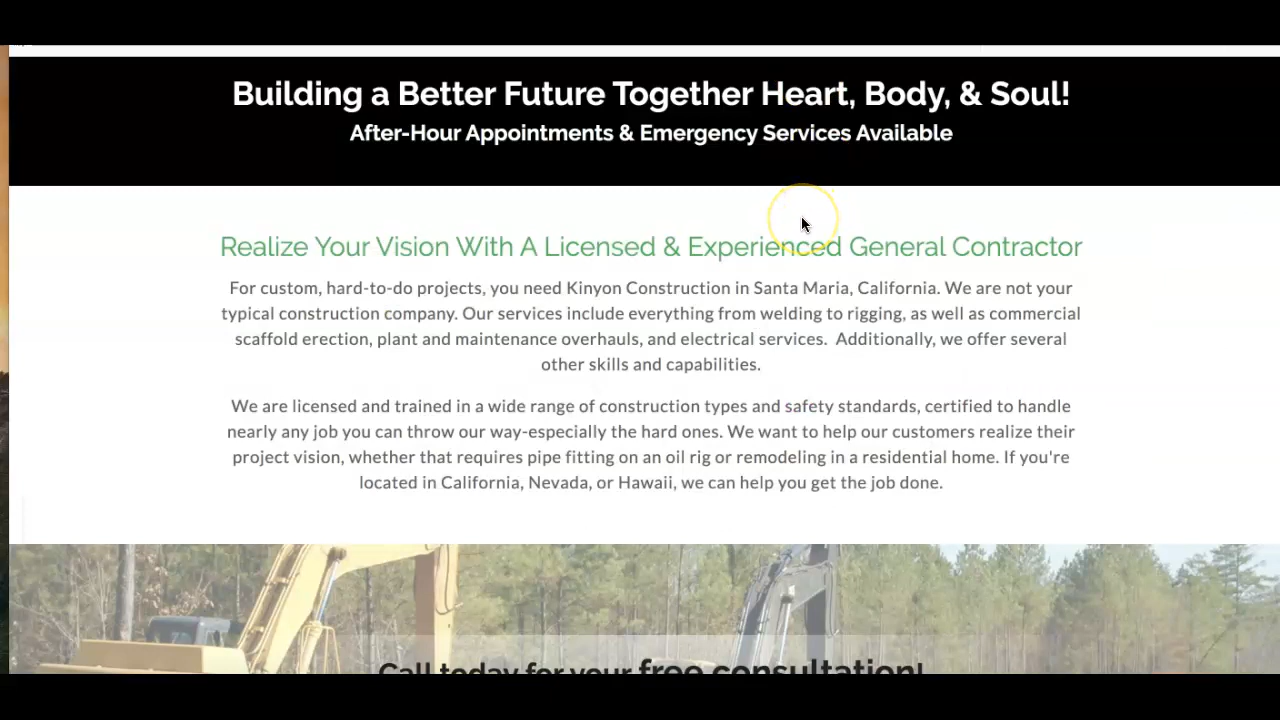 Building a Better Future Together Heart, Body, & Soul!
After-Hour Appointments & Emergency Services Available
Realize Your Vision With A Licensed & Experienced General Contractor
For custom, hard-to-do projects, you need Kinyon Construction in Santa Maria, California. We are not your
typical construction company. Our services include everything from welding to rigging, as well as commercial
scaffold erection, plant and maintenance overhauls, and electrical services.  Additionally, we offer several
other skills and capabilities.
We are licensed and trained in a wide range of construction types and safety standards, certified to handle
nearly any job you can throw our way-especially the hard ones. We want to help our customers realize their
project vision, whether that requires pipe fitting on an oil rig or remodeling in a residential home. If you're
located in California, Nevada, or Hawaii, we can help you get the job done.
Call today for your free consultation!